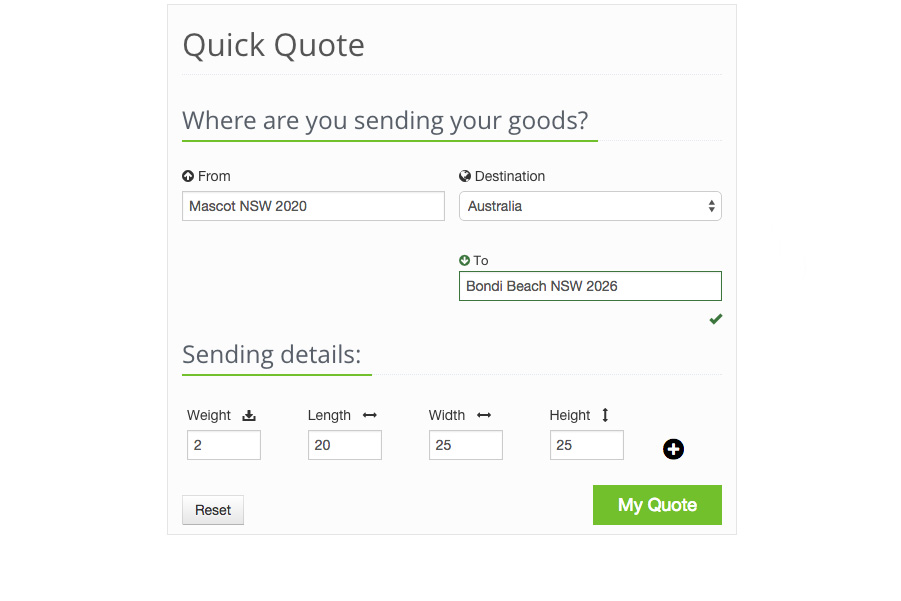 Quick Quote
Where are you sending your goods?
From
Destination
Mascot NSW 2020
Australia
To
Bondi Beach NSW 2026
Sending details:
Weight Length Width Height
2 20 25 25
Reset My Quote